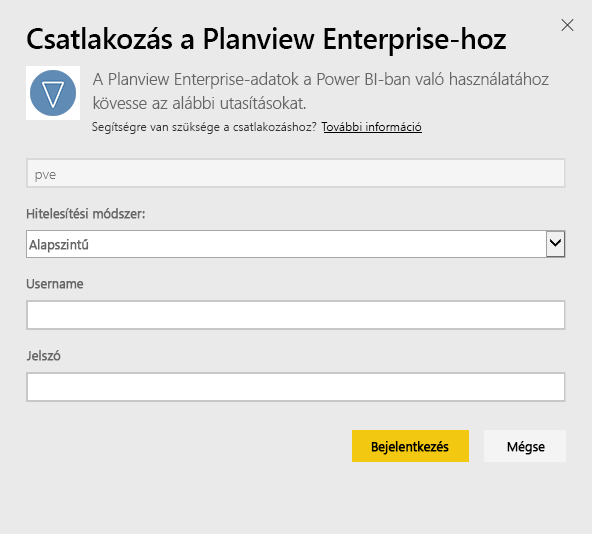 Csatlakozás a Planview Enterprise-hoz
A Planview Enterprise-adatok a Power BI-ban való használatához
kövesse az alábbi utasításokat.
Segítségre van szüksége a csatlakozáshoz? További információ
pve
Hitelesítési módszer:
Alapszintű
Username
Jelszó
Bejelentkezés Mégse